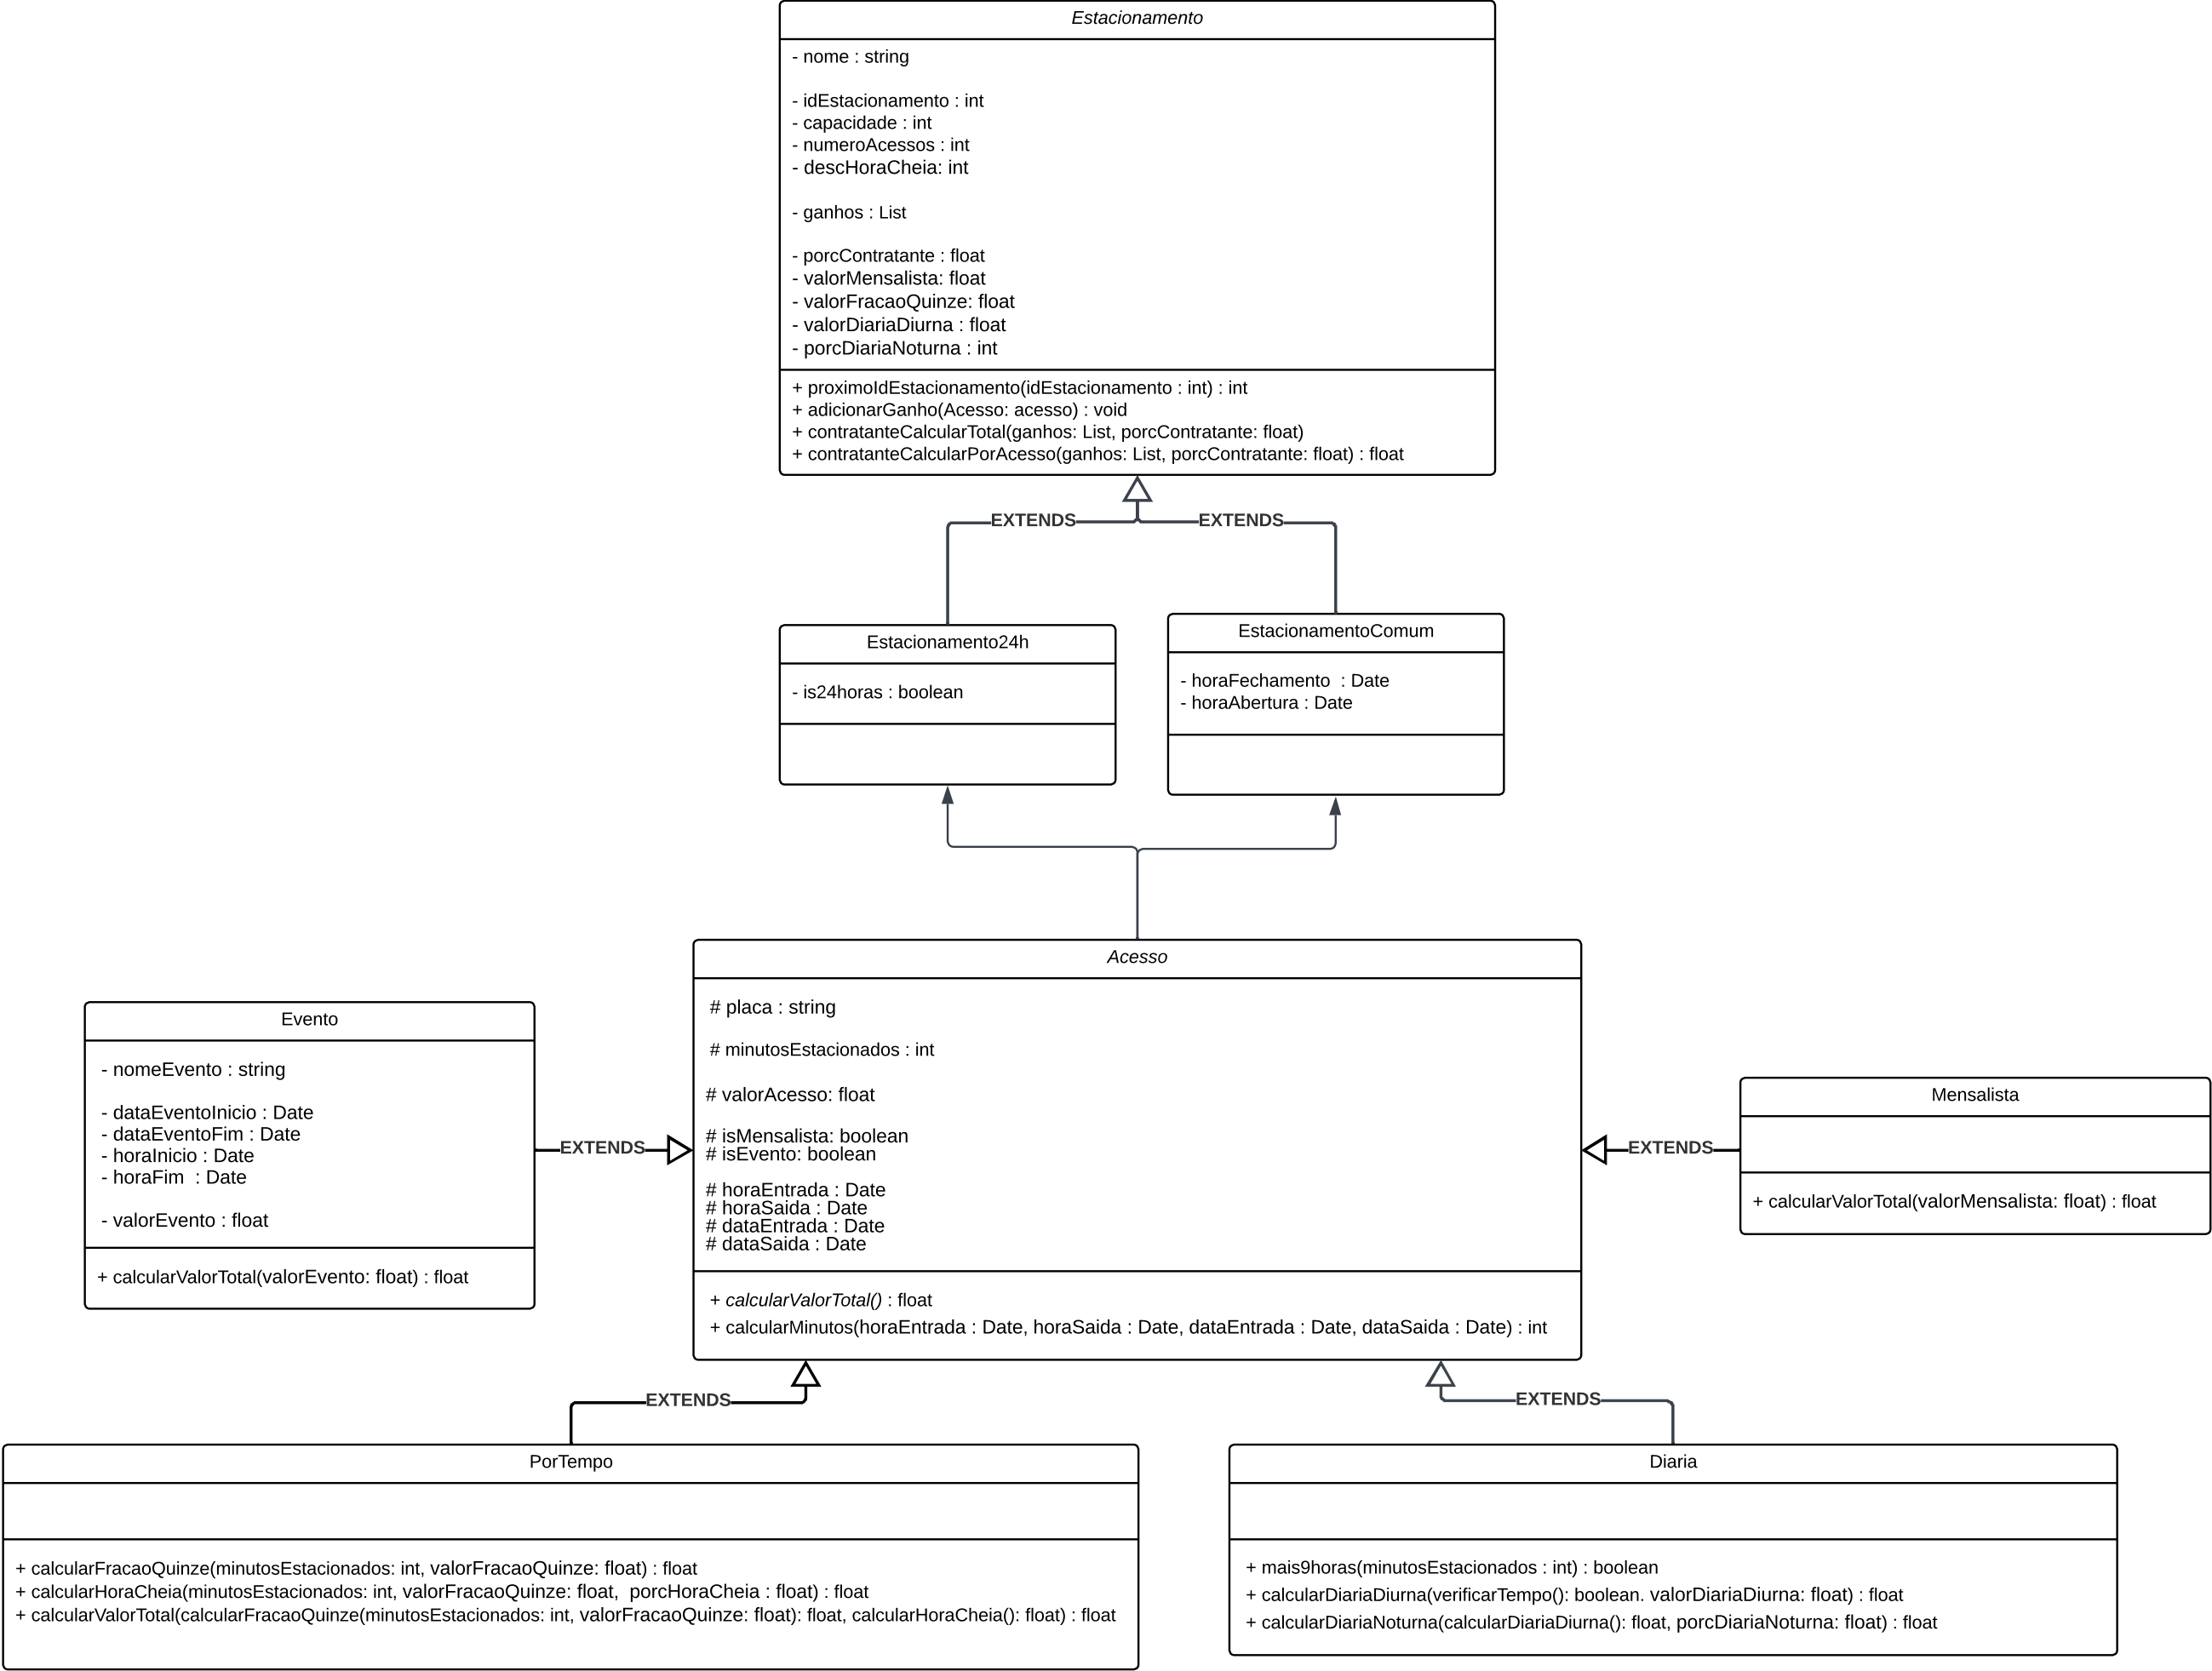 Estacionamento
- nome : string
- idEstacionamento : int
- capacidade : int
- numeroAcessos : int
- descHoraCheia: int
- ganhos : List
- porcContratante : float
- valorMensalista: float
- valorFracaoQuinze: float
- valorDiariaDiurna : float
- porcDiariaNoturna : int
+ proximoIdEstacionamento(idEstacionamento : int) : int
+ adicionarGanho(Acesso: acesso) : void
+ contratanteCalcularTotal(ganhos: List, porcContratante: float)
+ contratanteCalcularPorAcesso(ganhos: List, porcContratante: float) : float
EXTENDS
EXTENDS
Estacionamento24h
- is24horas : boolean
EstacionamentoComum
- horaFechamento  : Date
- horaAbertura : Date
Acesso
# placa : string
# minutosEstacionados : int
# valorAcesso: float
# isMensalista: boolean
# isEvento: boolean
# horaEntrada : Date
# horaSaida : Date
# dataEntrada : Date
# dataSaida : Date
+ calcularValorTotal() : float
+ calcularMinutos(horaEntrada : Date, horaSaida : Date, dataEntrada : Date, dataSaida : Date) : int
Evento
- nomeEvento : string
- dataEventoInicio : Date
- dataEventoFim : Date
- horaInicio : Date
- horaFim  : Date
- valorEvento : float
+ calcularValorTotal(valorEvento: float) : float
EXTENDS
EXTENDS
Mensalista
+ calcularValorTotal(valorMensalista: float) : float
EXTENDS
EXTENDS
PorTempo
+ calcularFracaoQuinze(minutosEstacionados: int, valorFracaoQuinze: float) : float
+ calcularHoraCheia(minutosEstacionados: int, valorFracaoQuinze: float,  porcHoraCheia : float) : float
+ calcularValorTotal(calcularFracaoQuinze(minutosEstacionados: int, valorFracaoQuinze: float): float, calcularHoraCheia(): float) : float
Diaria
+ mais9horas(minutosEstacionados : int) : boolean
+ calcularDiariaDiurna(verificarTempo(): boolean. valorDiariaDiurna: float) : float
+ calcularDiariaNoturna(calcularDiariaDiurna(): float, porcDiariaNoturna: float) : float